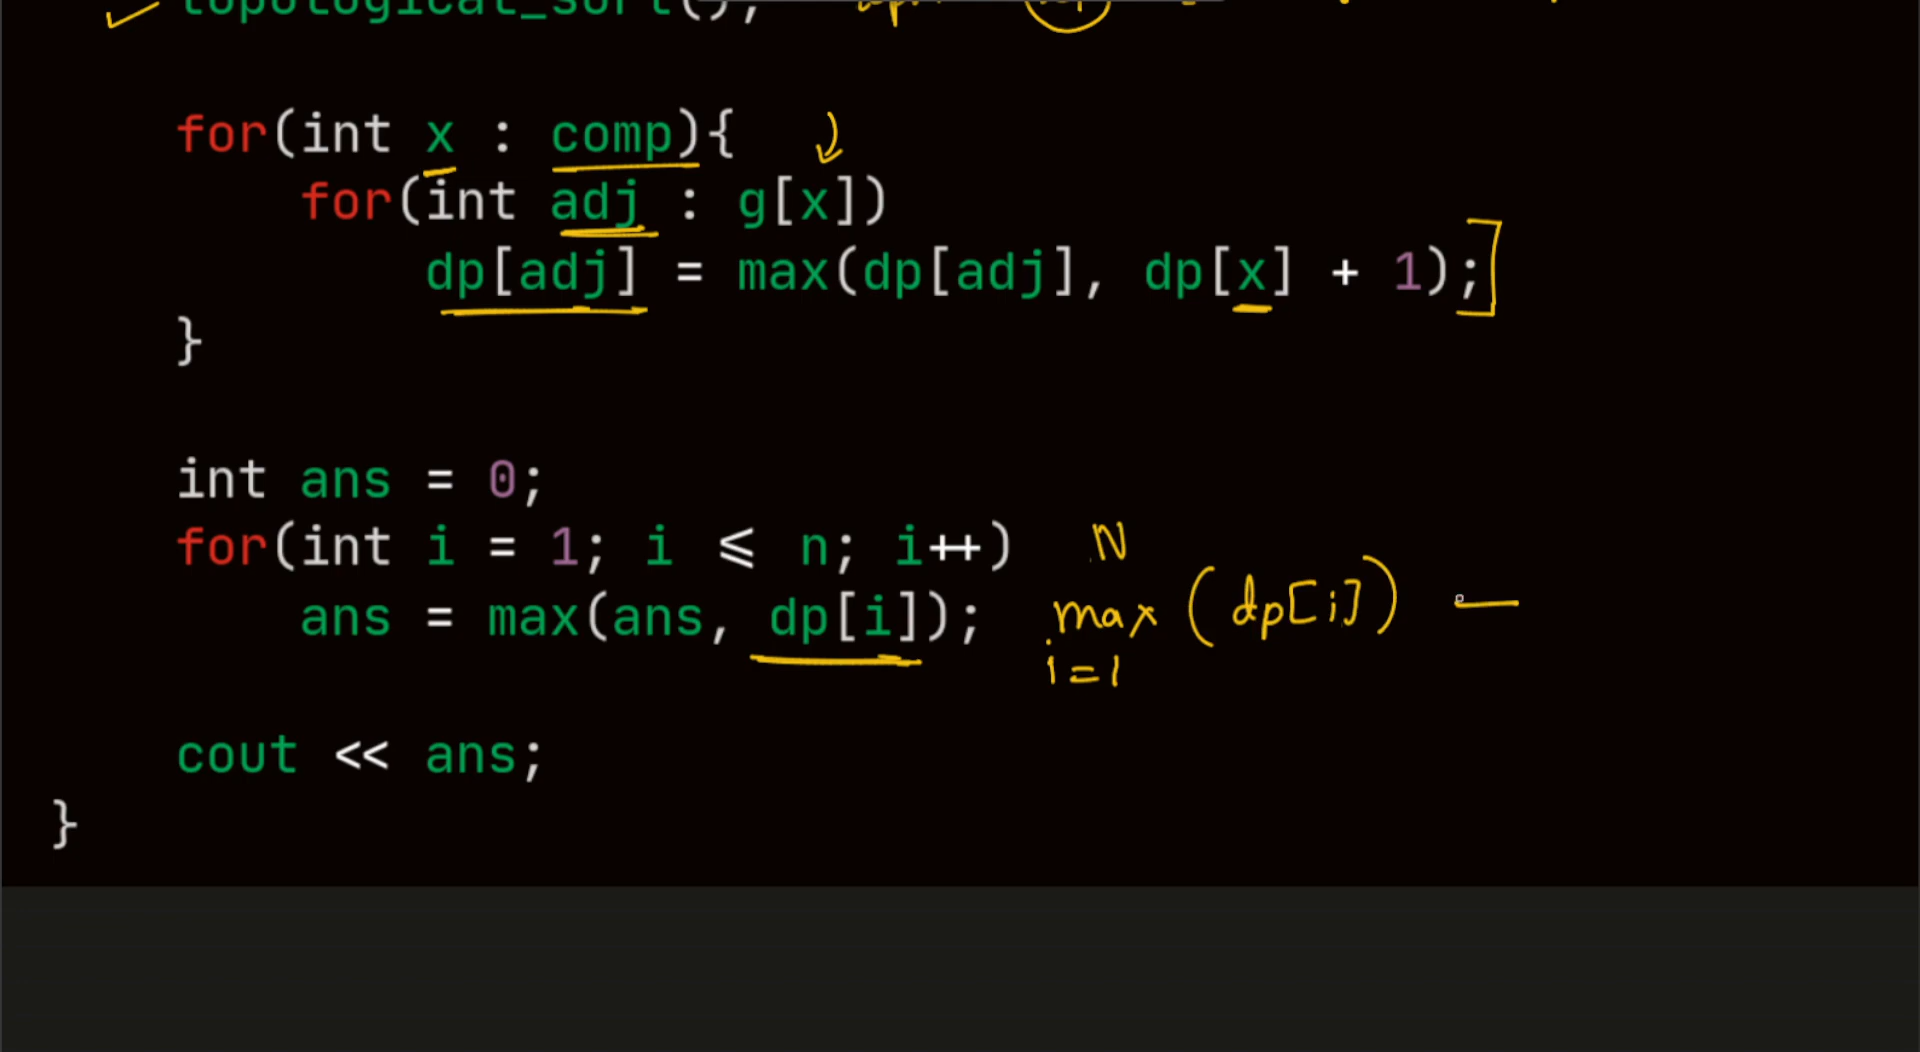 topological_sort();
for(int x : comp){
for(int adj : g[x])
dp[adj] = max(dp[adj], dp[x] + 1);
}
int ans = 0;
for(int i = 1; i ⩽ n; i++)
ans = max(ans, dp[i]);
N
max (dp[i])
i=1
cout << ans;
}